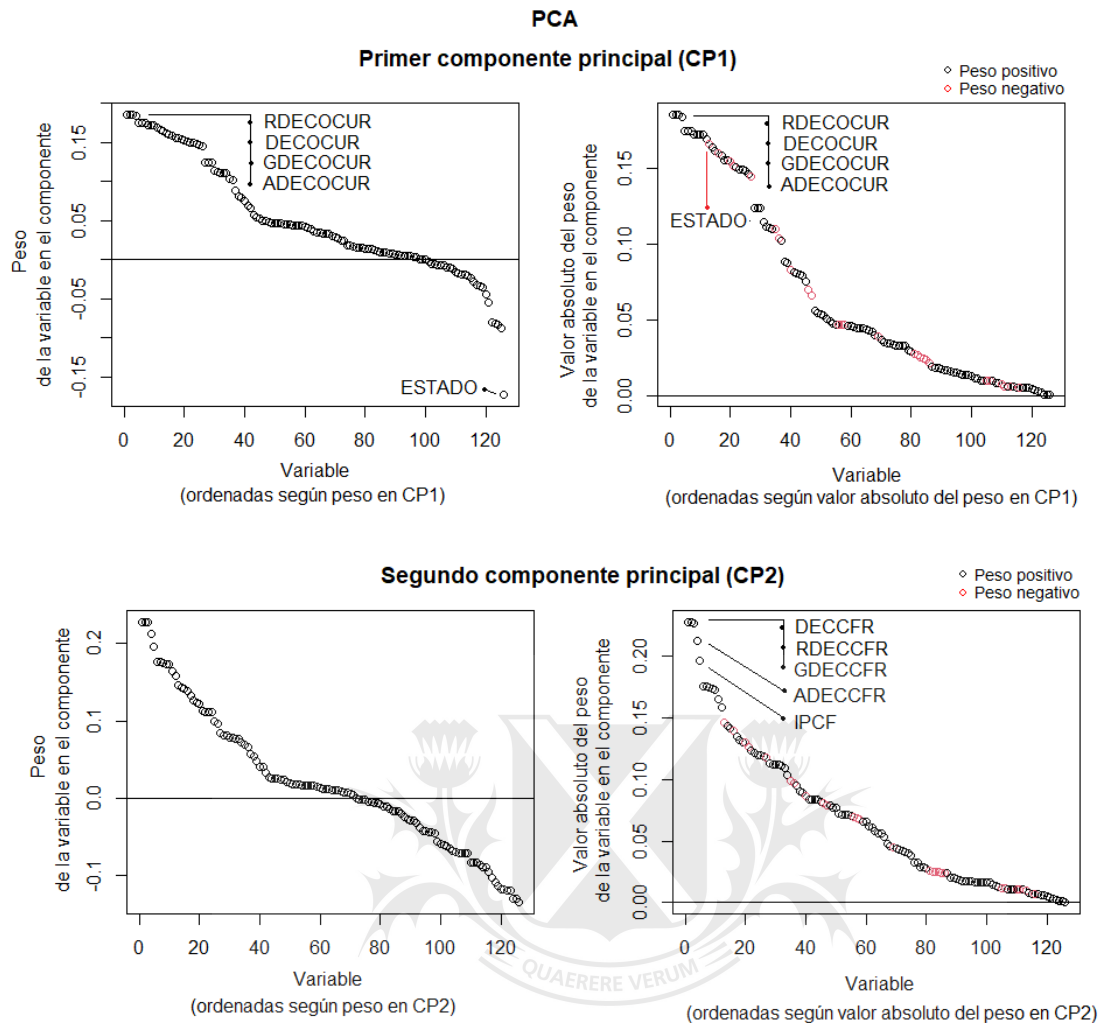 PCA
Primer componente principal (CP1)
Peso positivo
Peso negativo
Peso
de la variable en el componente
0.15
0.05
-0.05
-0.15
RDECOCUR
DECOCUR
GDECOCUR
ADECOCUR
ESTADO
0 20 40 60 80 100 120
Variable
(ordenadas según peso en CP1)
Valor absoluto del peso
de la variable en el componente
0.15
0.10
0.05
0.00
RDECOCUR
DECOCUR
GDECOCUR
ADECOCUR
ESTADO
0 20 40 60 80 100 120
Variable
(ordenadas según valor absoluto del peso en CP1)
Segundo componente principal (CP2)
Peso positivo
Peso negativo
Peso
de la variable en el componente
0.2
0.1
0.0
-0.1
0 20 40 60 80 100 120
Variable
(ordenadas según peso en CP2)
Valor absoluto del peso
de la variable en el componente
0.20
0.15
0.10
0.05
0.00
DECCFR
RDECCFR
GDECCFR
ADECCFR
IPCF
0 20 40 60 80 100 120
Variable
(ordenadas según valor absoluto del peso en CP2)
QUAERERE VERUM